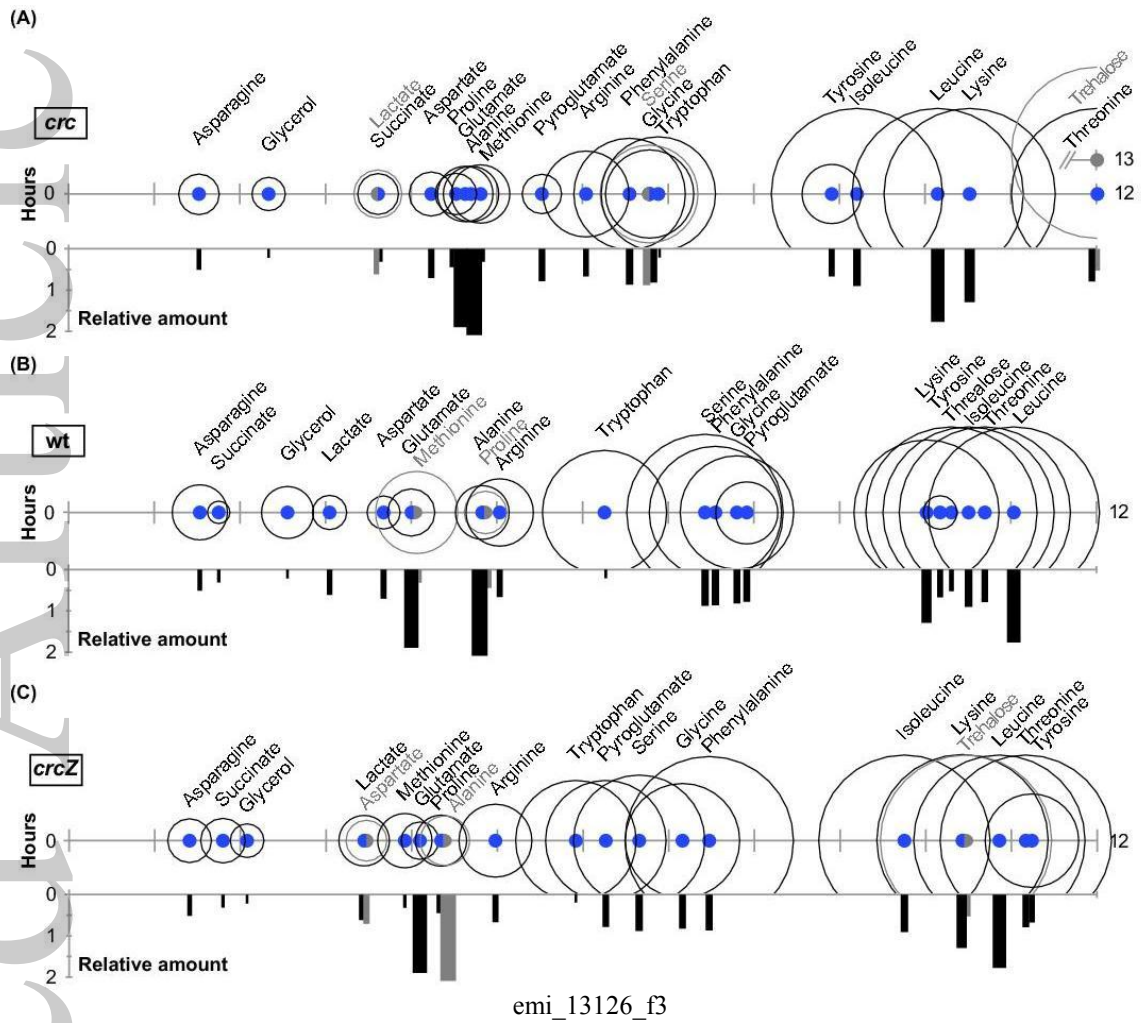 (A)
crc
Asparagine
Glycerol
Lactate
Succinate
Aspartate
Proline
Glutamate
Alanine
Methionine
Pyroglutamate
Arginine
Phenylalanine
Serine
Glycine
Tryptophan
Tyrosine
Isoleucine
Leucine
Lysine
Trehalose
Threonine
13
12
Hours
0
0
1
2
Relative amount
(B)
wt
Asparagine
Succinate
Glycerol
Lactate
Aspartate
Glutamate
Methionine
Alanine
Proline
Arginine
Tryptophan
Serine
Phenylalanine
Glycine
Pyroglutamate
Lysine
Tyrosine
Threalose
Isoleucine
Threonine
Leucine
12
Hours
0
0
1
2
Relative amount
(C)
crcZ
Asparagine
Succinate
Glycerol
Lactate
Aspartate
Methionine
Glutamate
Proline
Alanine
Arginine
Tryptophan
Pyroglutamate
Serine
Glycine
Phenylalanine
Isoleucine
Lysine
Trehalose
Leucine
Threonine
Tyrosine
12
Hours
0
0
1
2
Relative amount
emi_13126_f3